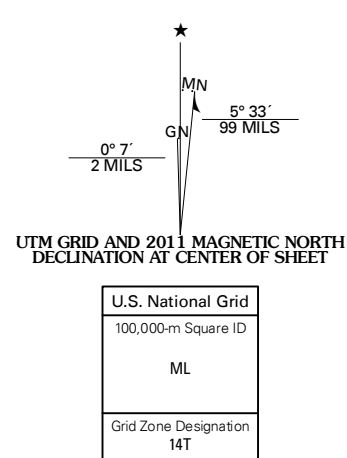 ★
MN
GN
5° 33´
99 MILS
0° 7´
2 MILS
UTM GRID AND 2011 MAGNETIC NORTH
DECLINATION AT CENTER OF SHEET
U.S. National Grid
100,000-m Square ID
ML
Grid Zone Designation
14T